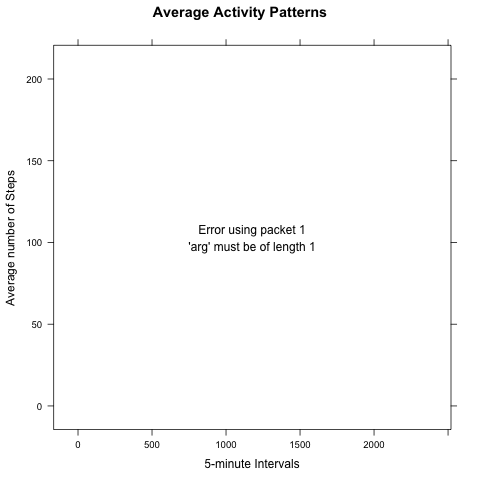 Average Activity Patterns
200
150
100
50
0
Average number of Steps
Error using packet 1
'arg' must be of length 1
0 500 1000 1500 2000
5-minute Intervals